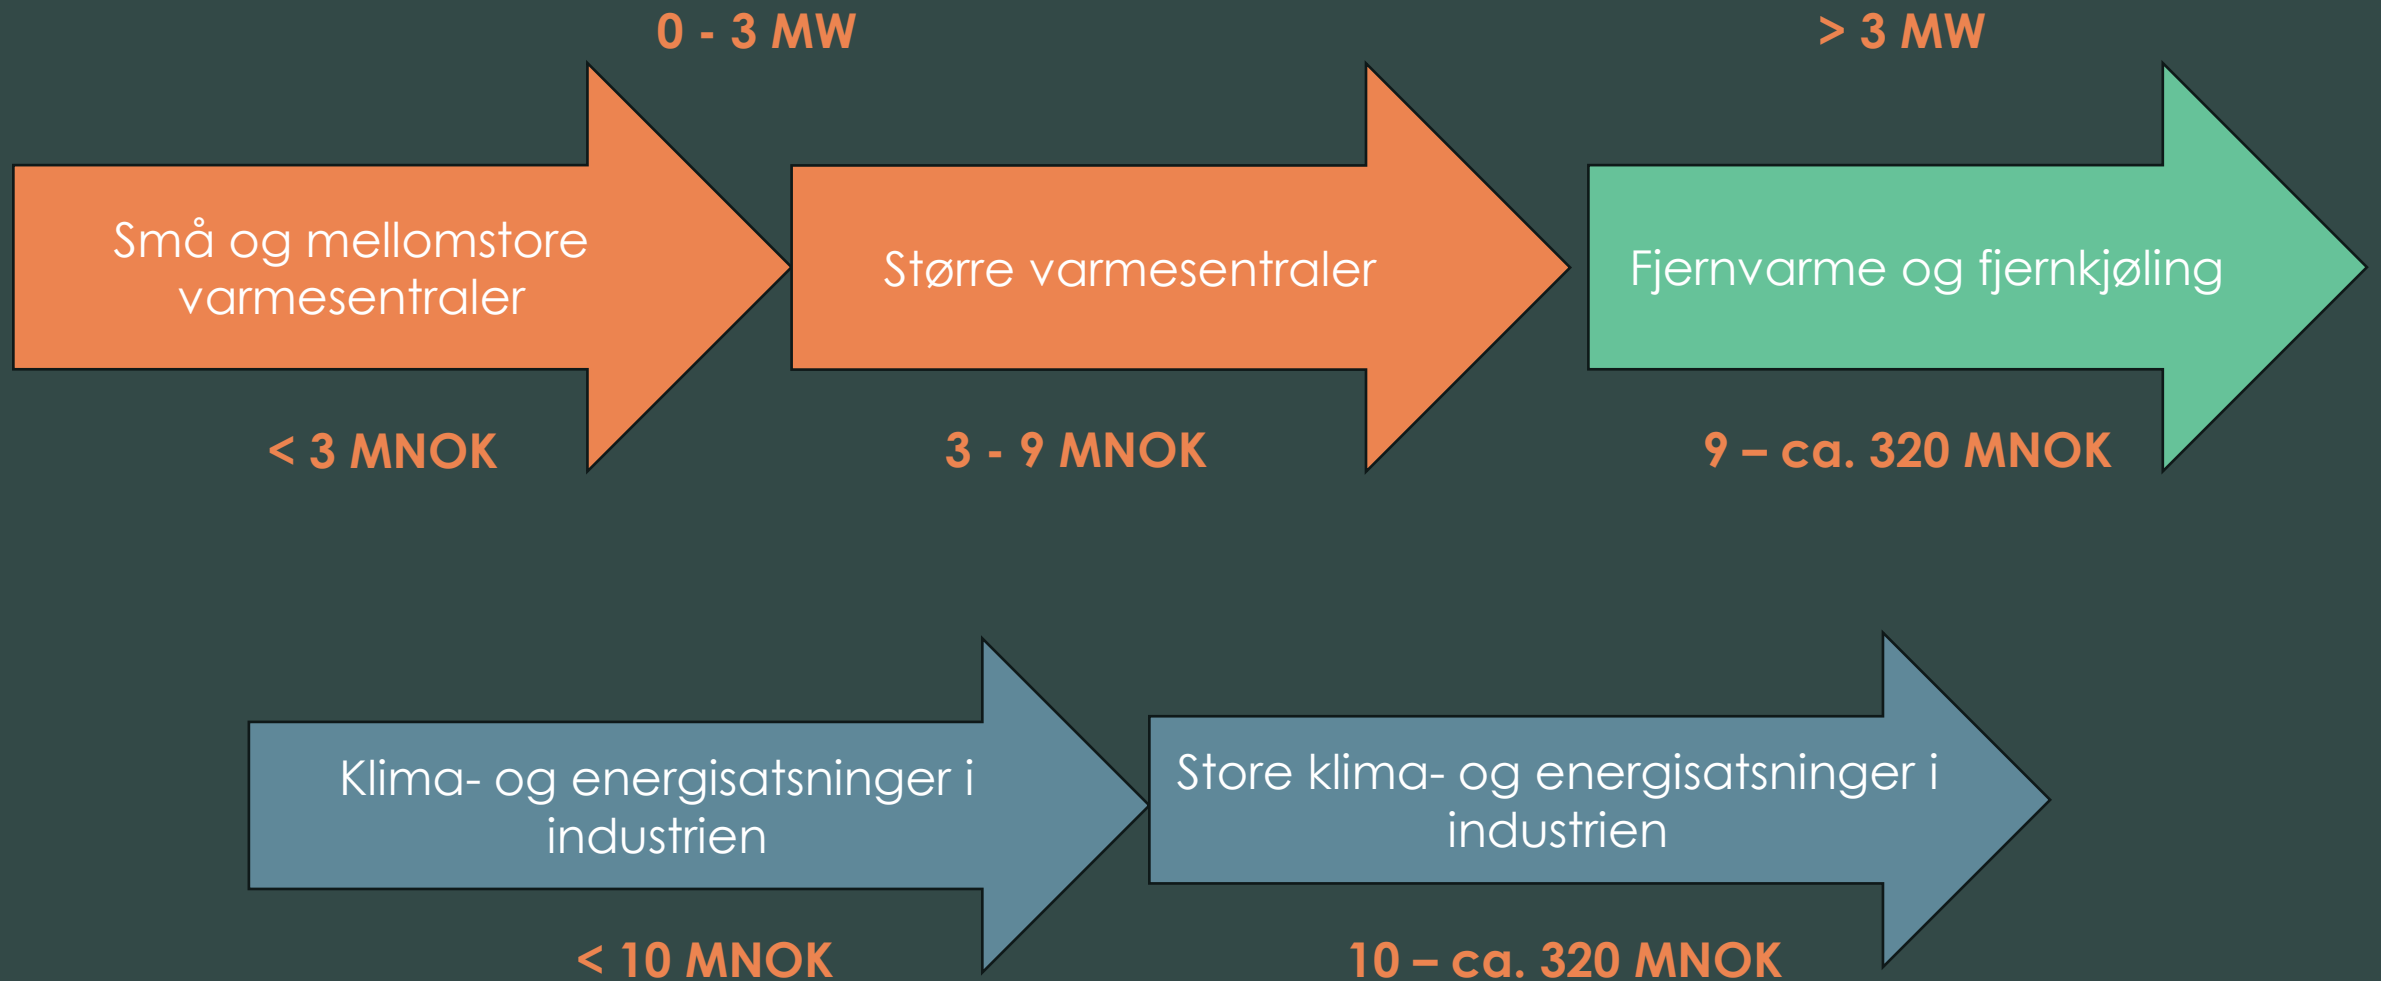 0 - 3 MW
> 3 MW
Små og mellomstore
varmesentraler
Større varmesentraler
Fjernvarme og fjernkjøling
< 3 MNOK
3 - 9 MNOK
9 – ca. 320 MNOK
Klima- og energisatsninger i
industrien
Store klima- og energisatsninger i
industrien
< 10 MNOK
10 – ca. 320 MNOK